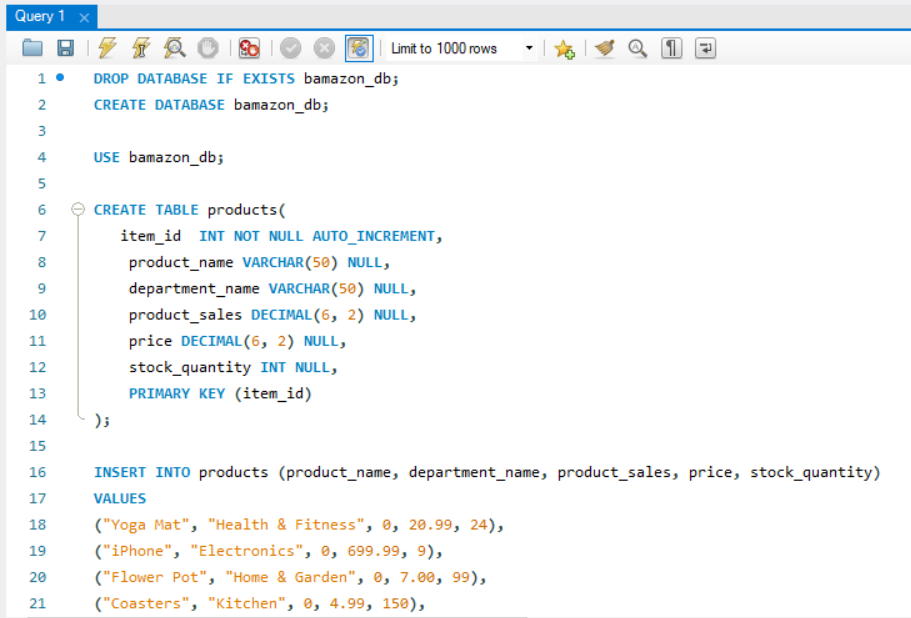 Query 1
Limit to 1000 rows
1 DROP DATABASE IF EXISTS bamazon_db;
2 CREATE DATABASE bamazon_db;
3
4 USE bamazon_db;
5
6 CREATE TABLE products(
7 item_id INT NOT NULL AUTO_INCREMENT,
8 product_name VARCHAR(50) NULL,
9 department_name VARCHAR(50) NULL,
10 product_sales DECIMAL(6, 2) NULL,
11 price DECIMAL(6, 2) NULL,
12 stock_quantity INT NULL,
13 PRIMARY KEY (item_id)
14 );
15
16 INSERT INTO products (product_name, department_name, product_sales, price, stock_quantity)
17 VALUES
18 ("Yoga Mat", "Health & Fitness", 0, 20.99, 24),
19 ("iPhone", "Electronics", 0, 699.99, 9),
20 ("Flower Pot", "Home & Garden", 0, 7.00, 99),
21 ("Coasters", "Kitchen", 0, 4.99, 150),